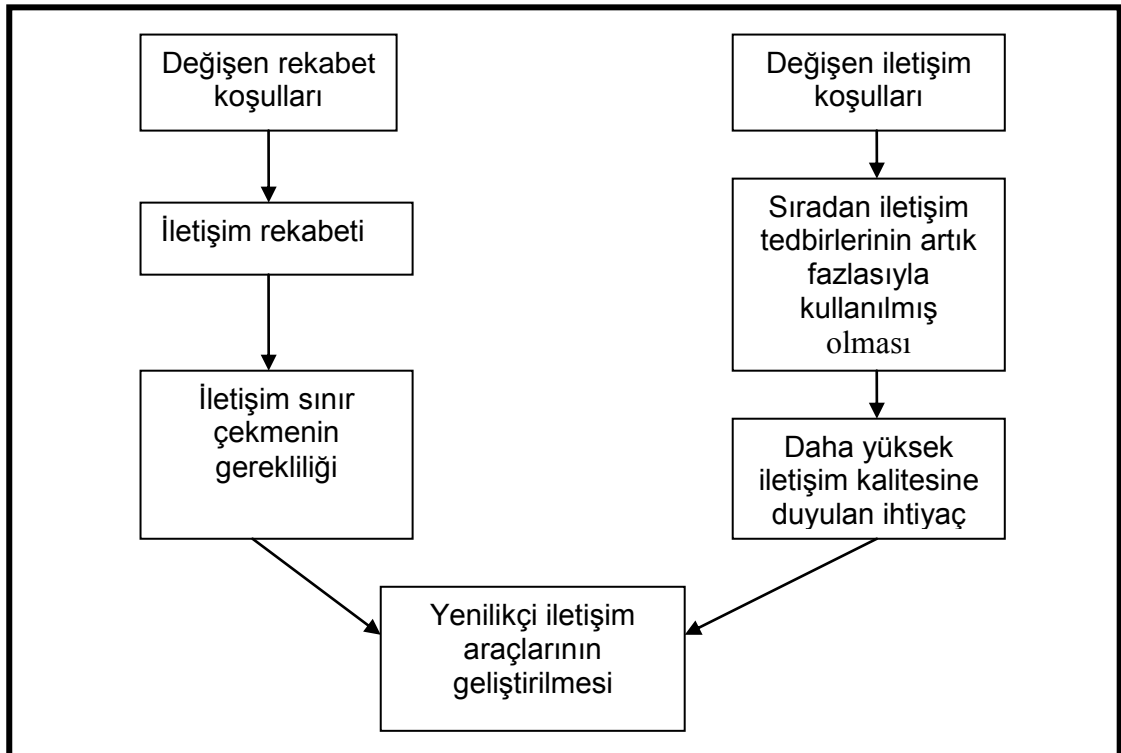 Değişen rekabet
koşulları
İletişim rekabeti
İletişim sınır
çekmenin
gerekliliği
Değişen iletişim
koşulları
Sıradan iletişim
tedbirlerinin artık
fazlasıyla
kullanılmış
olması
Daha yüksek
iletişim kalitesine
duyulan ihtiyaç
Yenilikçi iletişim
araçlarının
geliştirilmesi